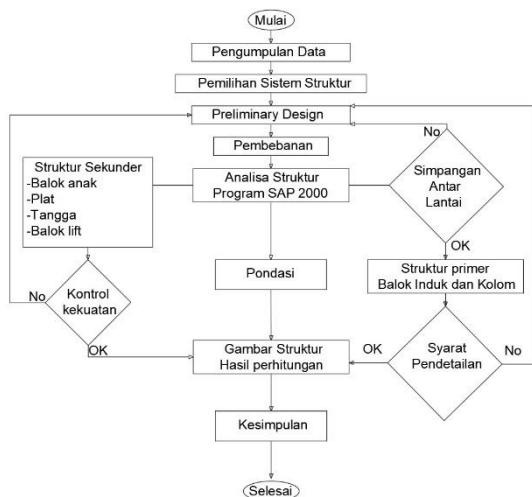 Mulai
Pengumpulan Data
Pemilihan Sistem Struktur
Preliminary Design
No
Pembebanan
Struktur Sekunder
-Balok anak
-Plat
-Tangga
-Balok lift
Analisa Struktur
Program SAP 2000
Simpangan
Antar
Lantai
OK
Pondasi
Struktur primer
Balok Induk dan Kolom
No
Kontrol
kekuatan
OK
Gambar Struktur
Hasil perhitungan
OK
Syarat
Pendetailan
No
Kesimpulan
Selesai